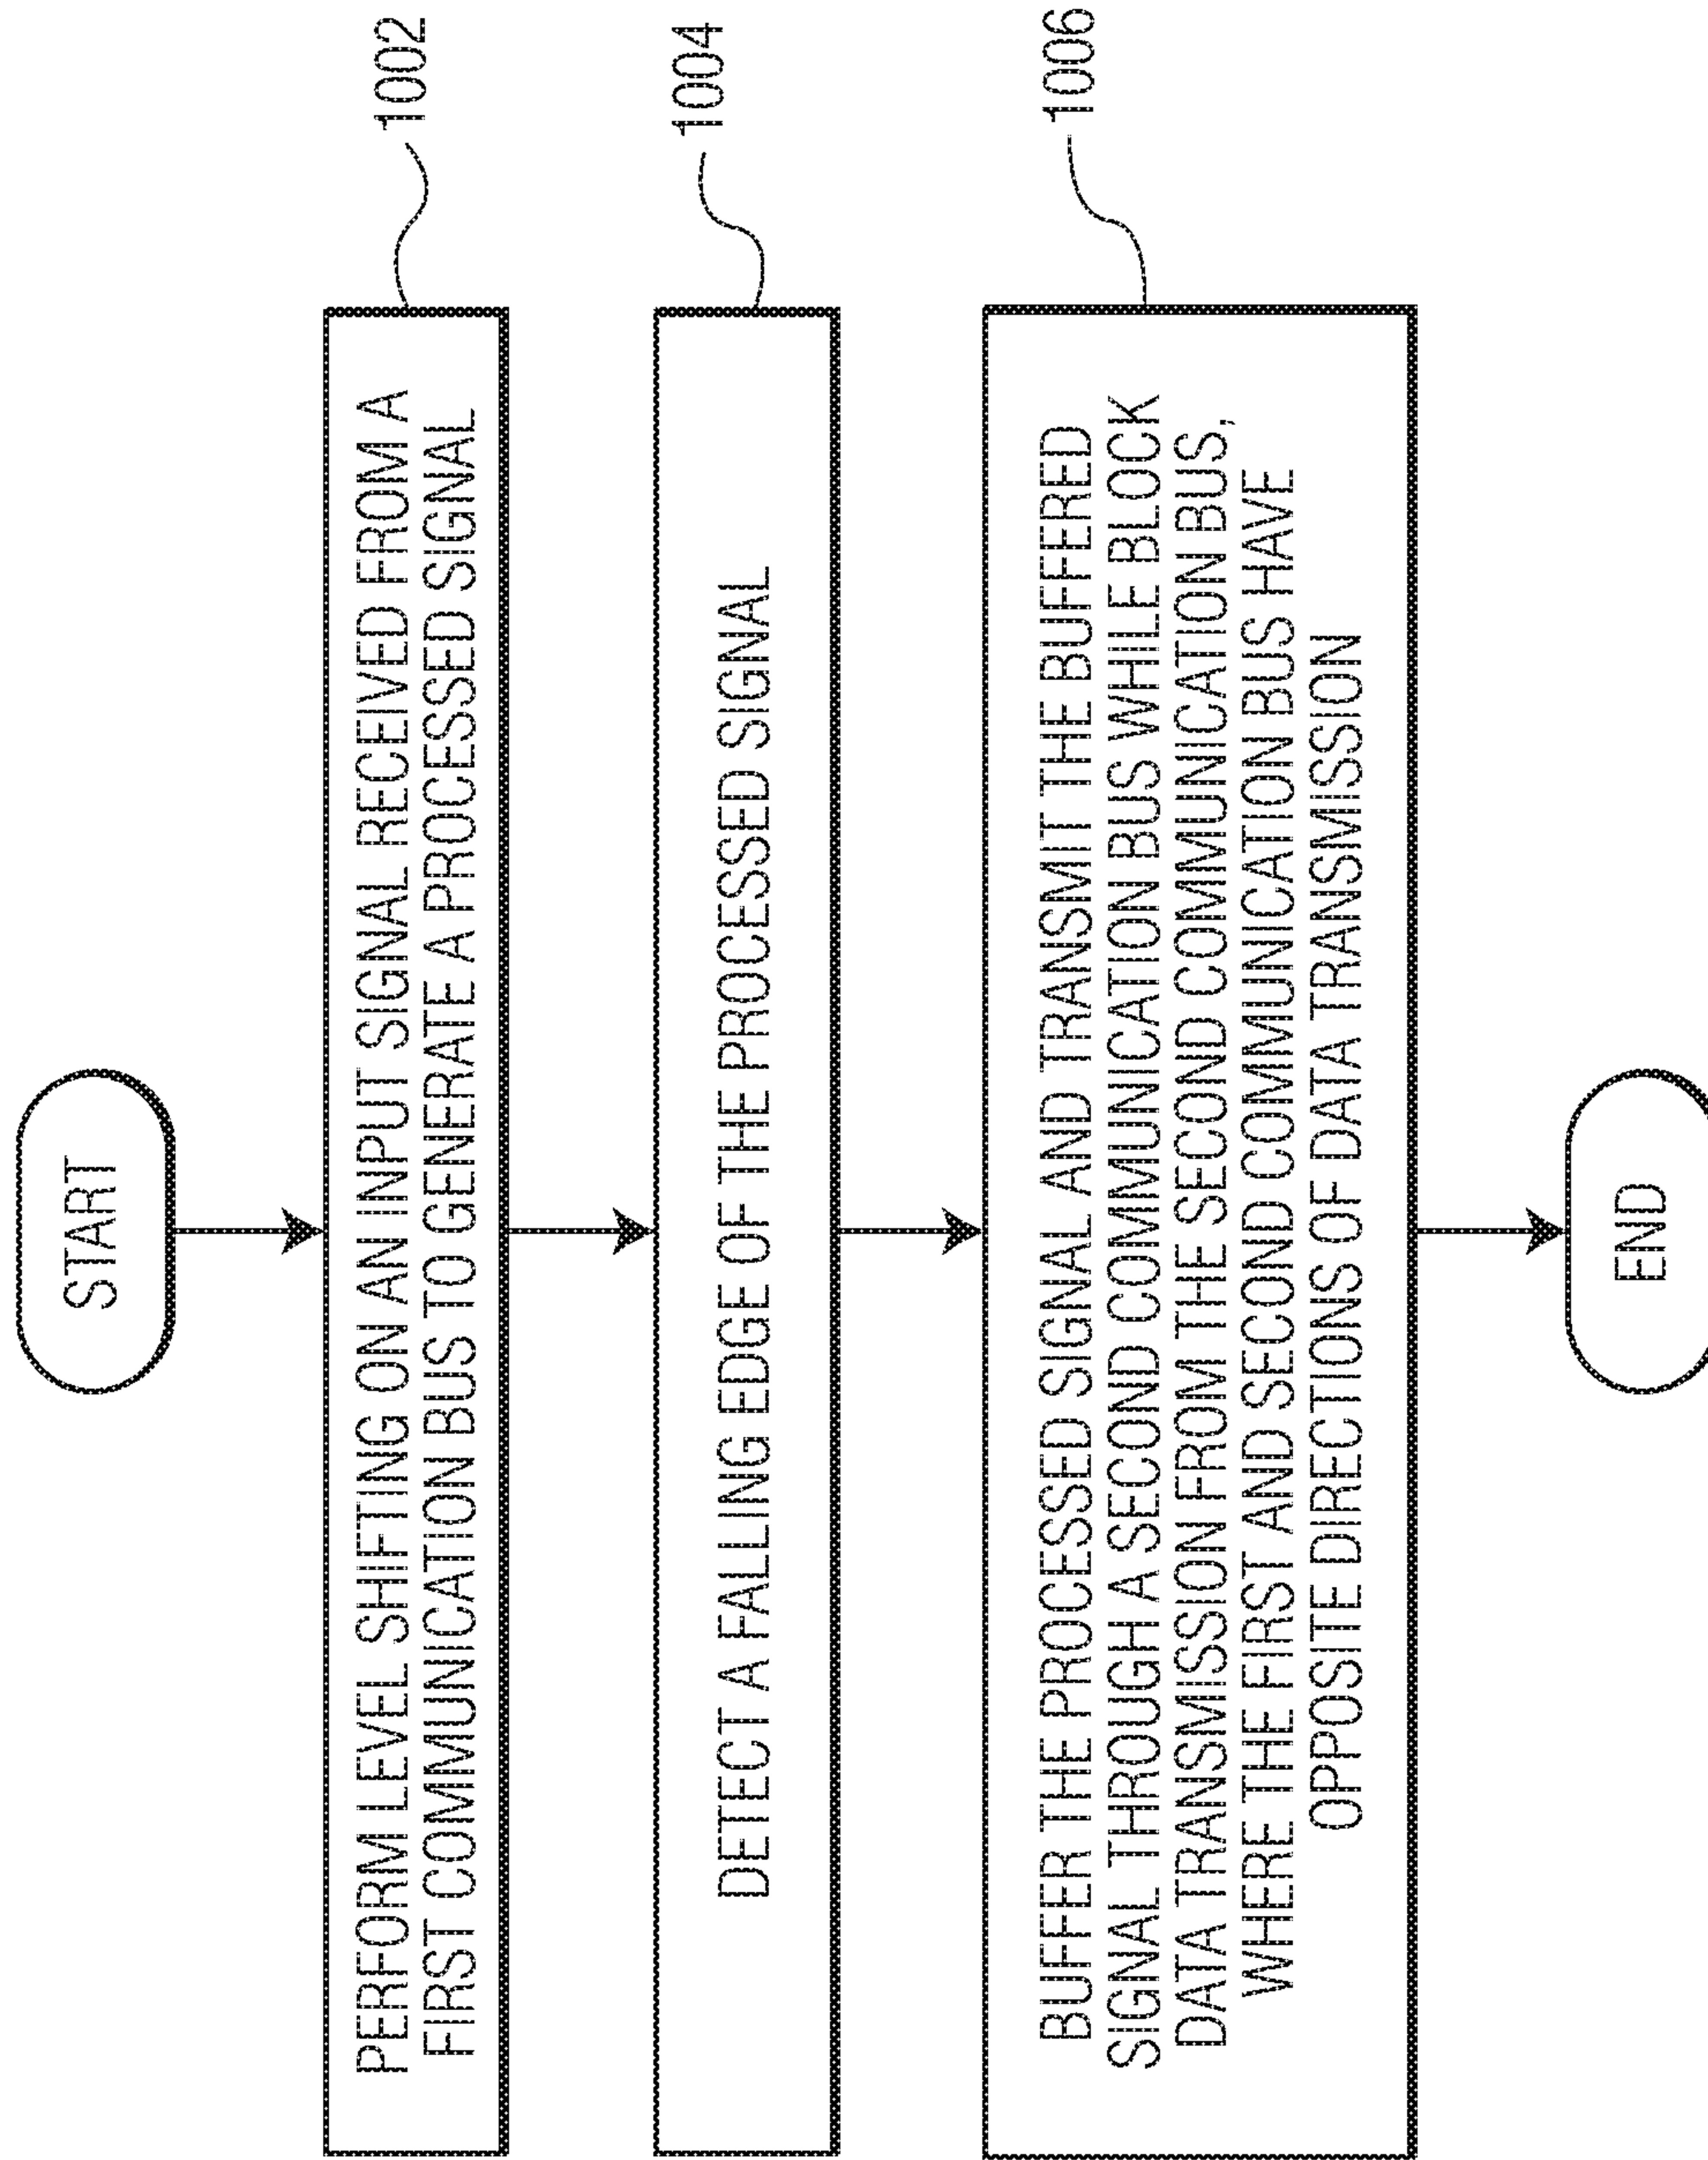 START
PERFORM LEVEL SHIFTING ON AN INPUT SIGNAL RECEIVED FROM A
FIRST COMMUNICATION BUS TO GENERATE A PROCESSED SIGNAL
1002
DETECT A FALLING EDGE OF THE PROCESSED SIGNAL
1004
BUFFER THE PROCESSED SIGNAL AND TRANSMIT THE BUFFERED
SIGNAL THROUGH A SECOND COMMUNICATION BUS WHILE BLOCK
DATA TRANSMISSION FROM THE SECOND COMMUNICATION BUS,
WHERE THE FIRST AND SECOND COMMUNICATION BUS HAVE
OPPOSITE DIRECTIONS OF DATA TRANSMISSION
1006
END